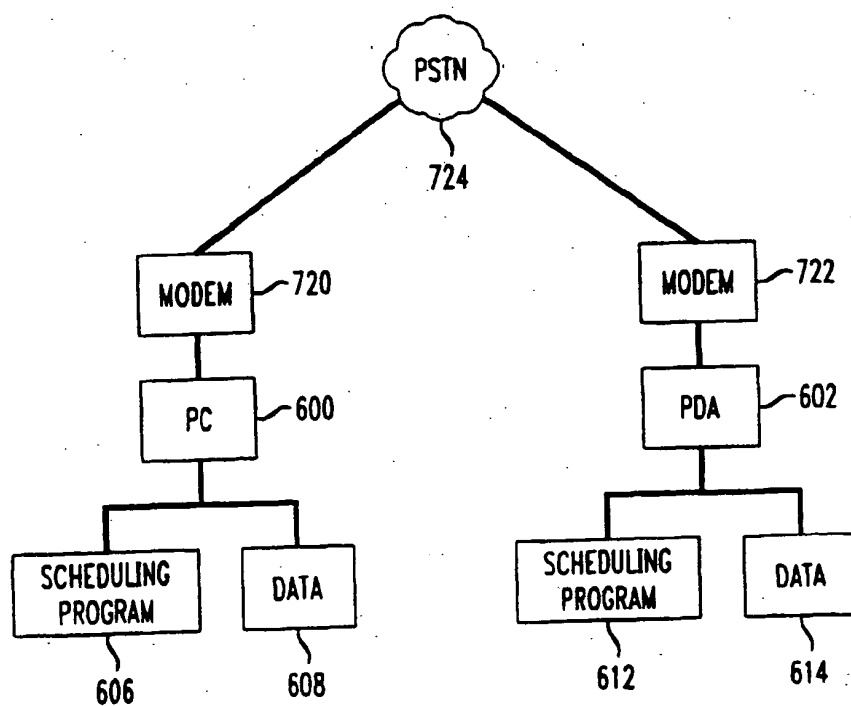 PSTN
724
MODEM
720
MODEM
722
PC
600
PDA
602
SCHEDULING
PROGRAM
DATA
SCHEDULING
PROGRAM
DATA
606
608
612
614